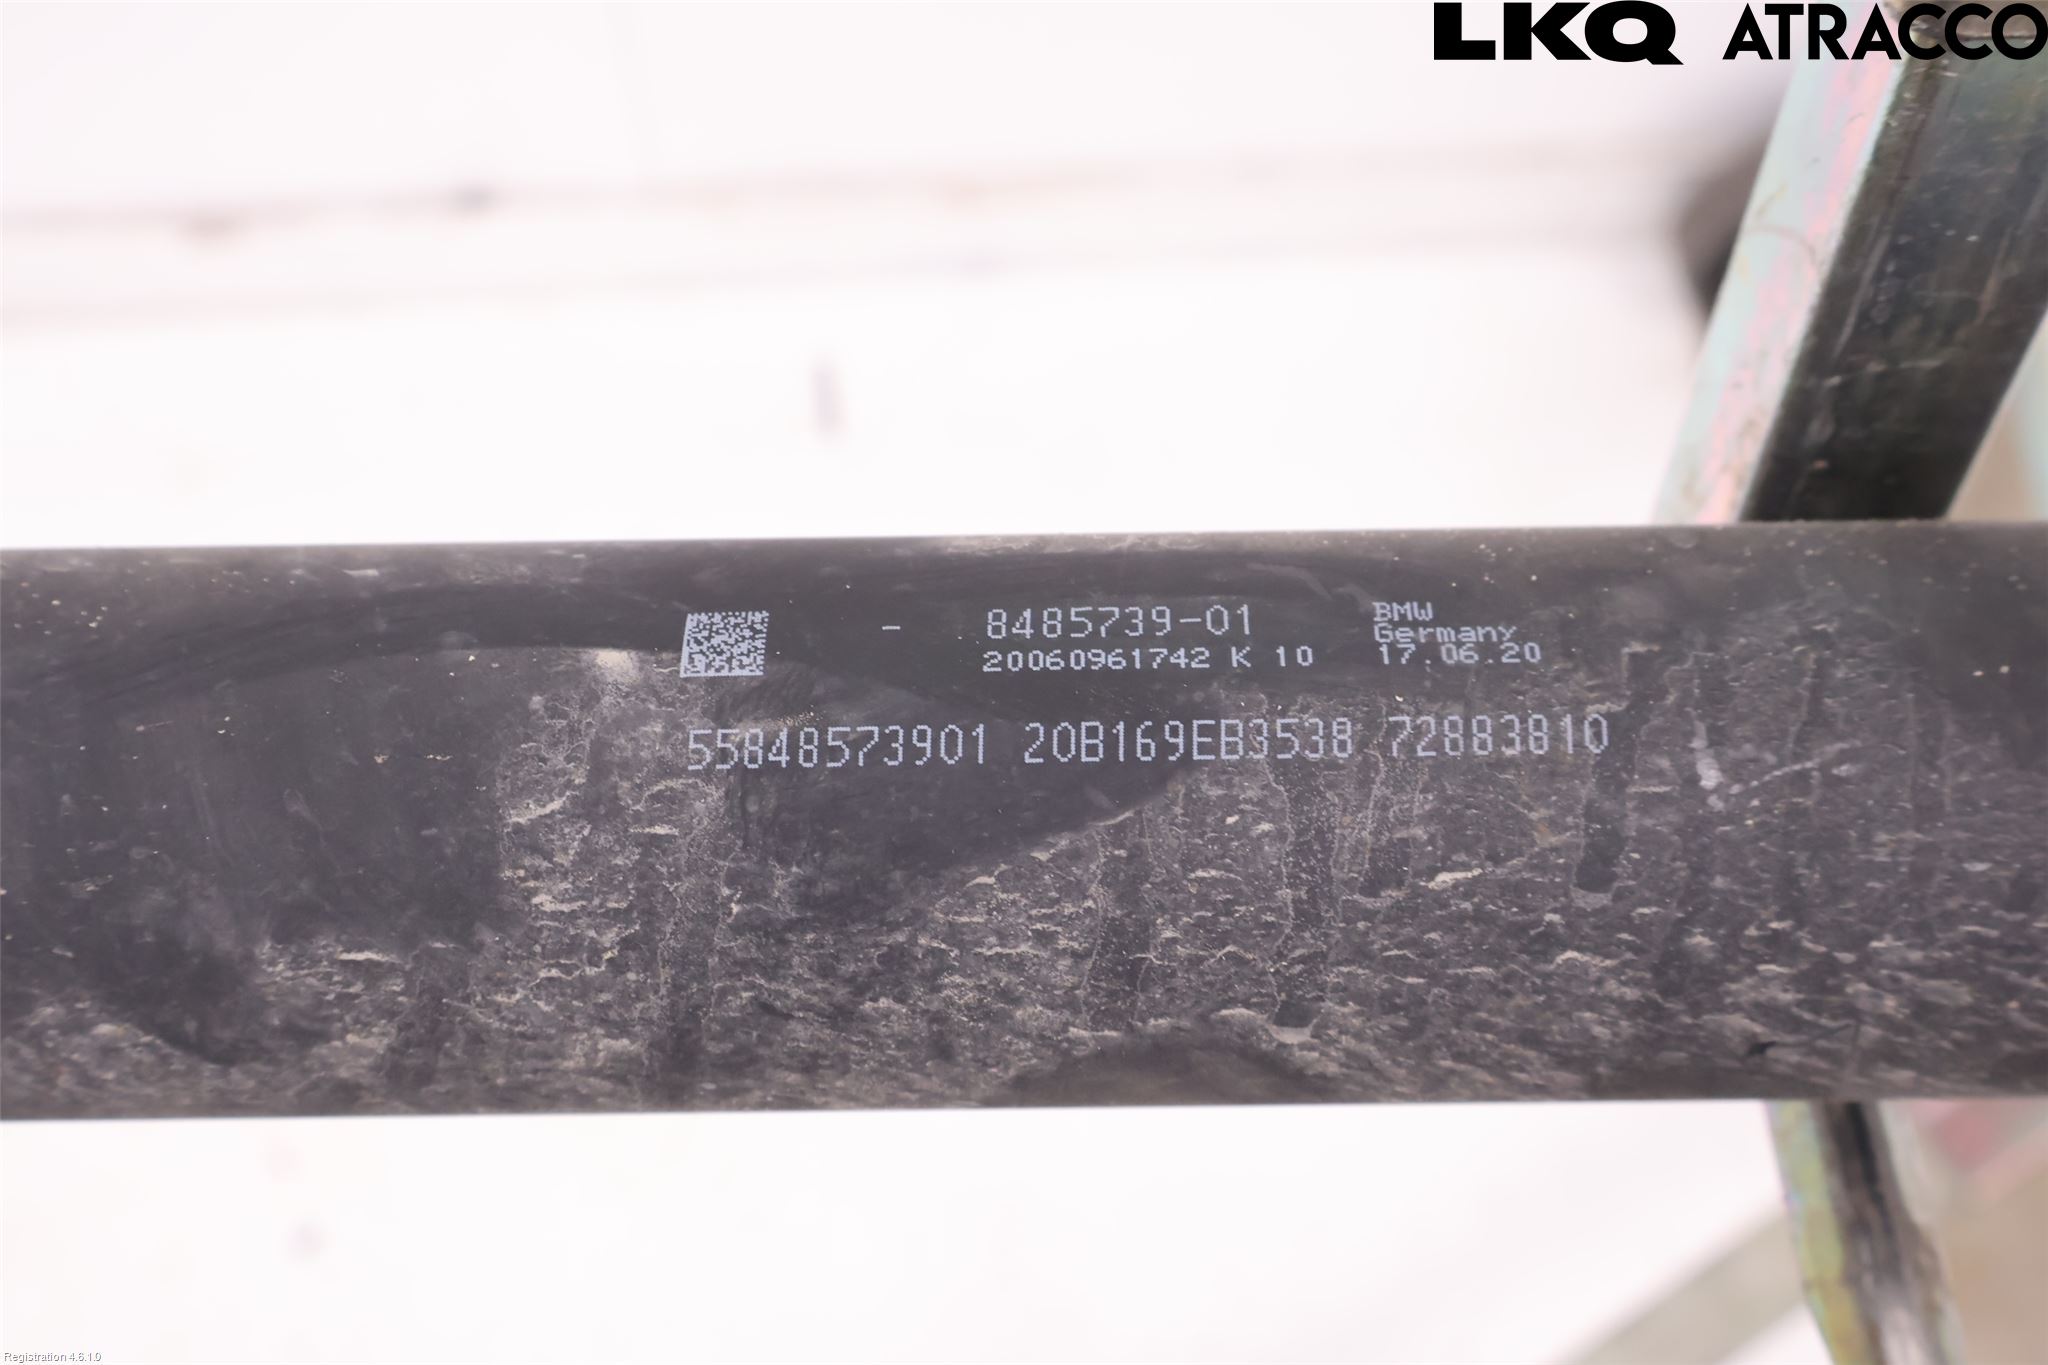 LKQ ATRACCO
- 8485739-01
20060961742 K 10
BMW
Germany
17.06.20
55848573901 20B169EB3538 72883810
Registration 4.6.1.0